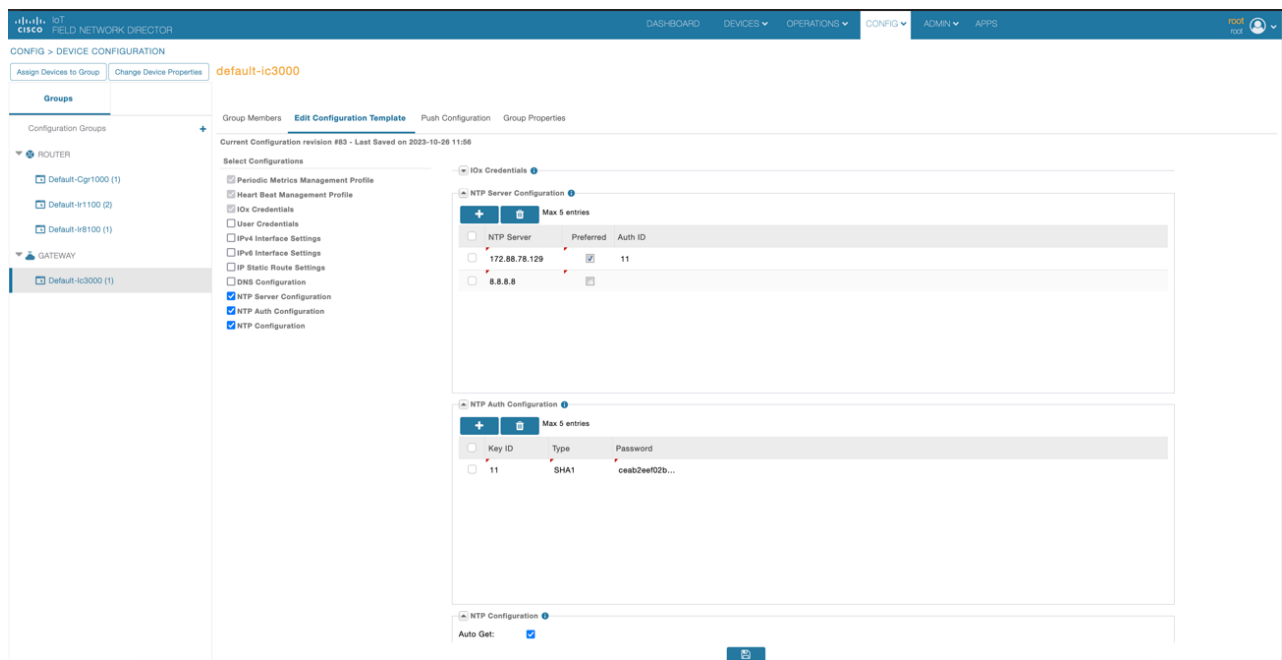 CISCO IoT
FIELD NETWORK DIRECTOR
DASHBOARD DEVICES OPERATIONS CONFIG ADMIN APPS
root
root
CONFIG > DEVICE CONFIGURATION
Assign Devices to Group Change Device Properties default-ic3000
Groups
Configuration Groups +
ROUTER
Default-Cgr1000 (1)
Default-Ir1100 (2)
Default-Ir8100 (1)
GATEWAY
Default-Ic3000 (1)
Group Members Edit Configuration Template Push Configuration Group Properties
Current Configuration revision #83 - Last Saved on 2023-10-26 11:56
Select Configurations
Periodic Metrics Management Profile
Heart Beat Management Profile
IOx Credentials
User Credentials
IPv4 Interface Settings
IPv6 Interface Settings
IP Static Route Settings
DNS Configuration
NTP Server Configuration
NTP Auth Configuration
NTP Configuration
IOx Credentials
NTP Server Configuration
+ Max 5 entries
NTP Server Preferred Auth ID
172.88.78.129 11
8.8.8.8
NTP Auth Configuration
+ Max 5 entries
Key ID Type Password
11 SHA1 ceab2eef02b...
NTP Configuration
Auto Get: